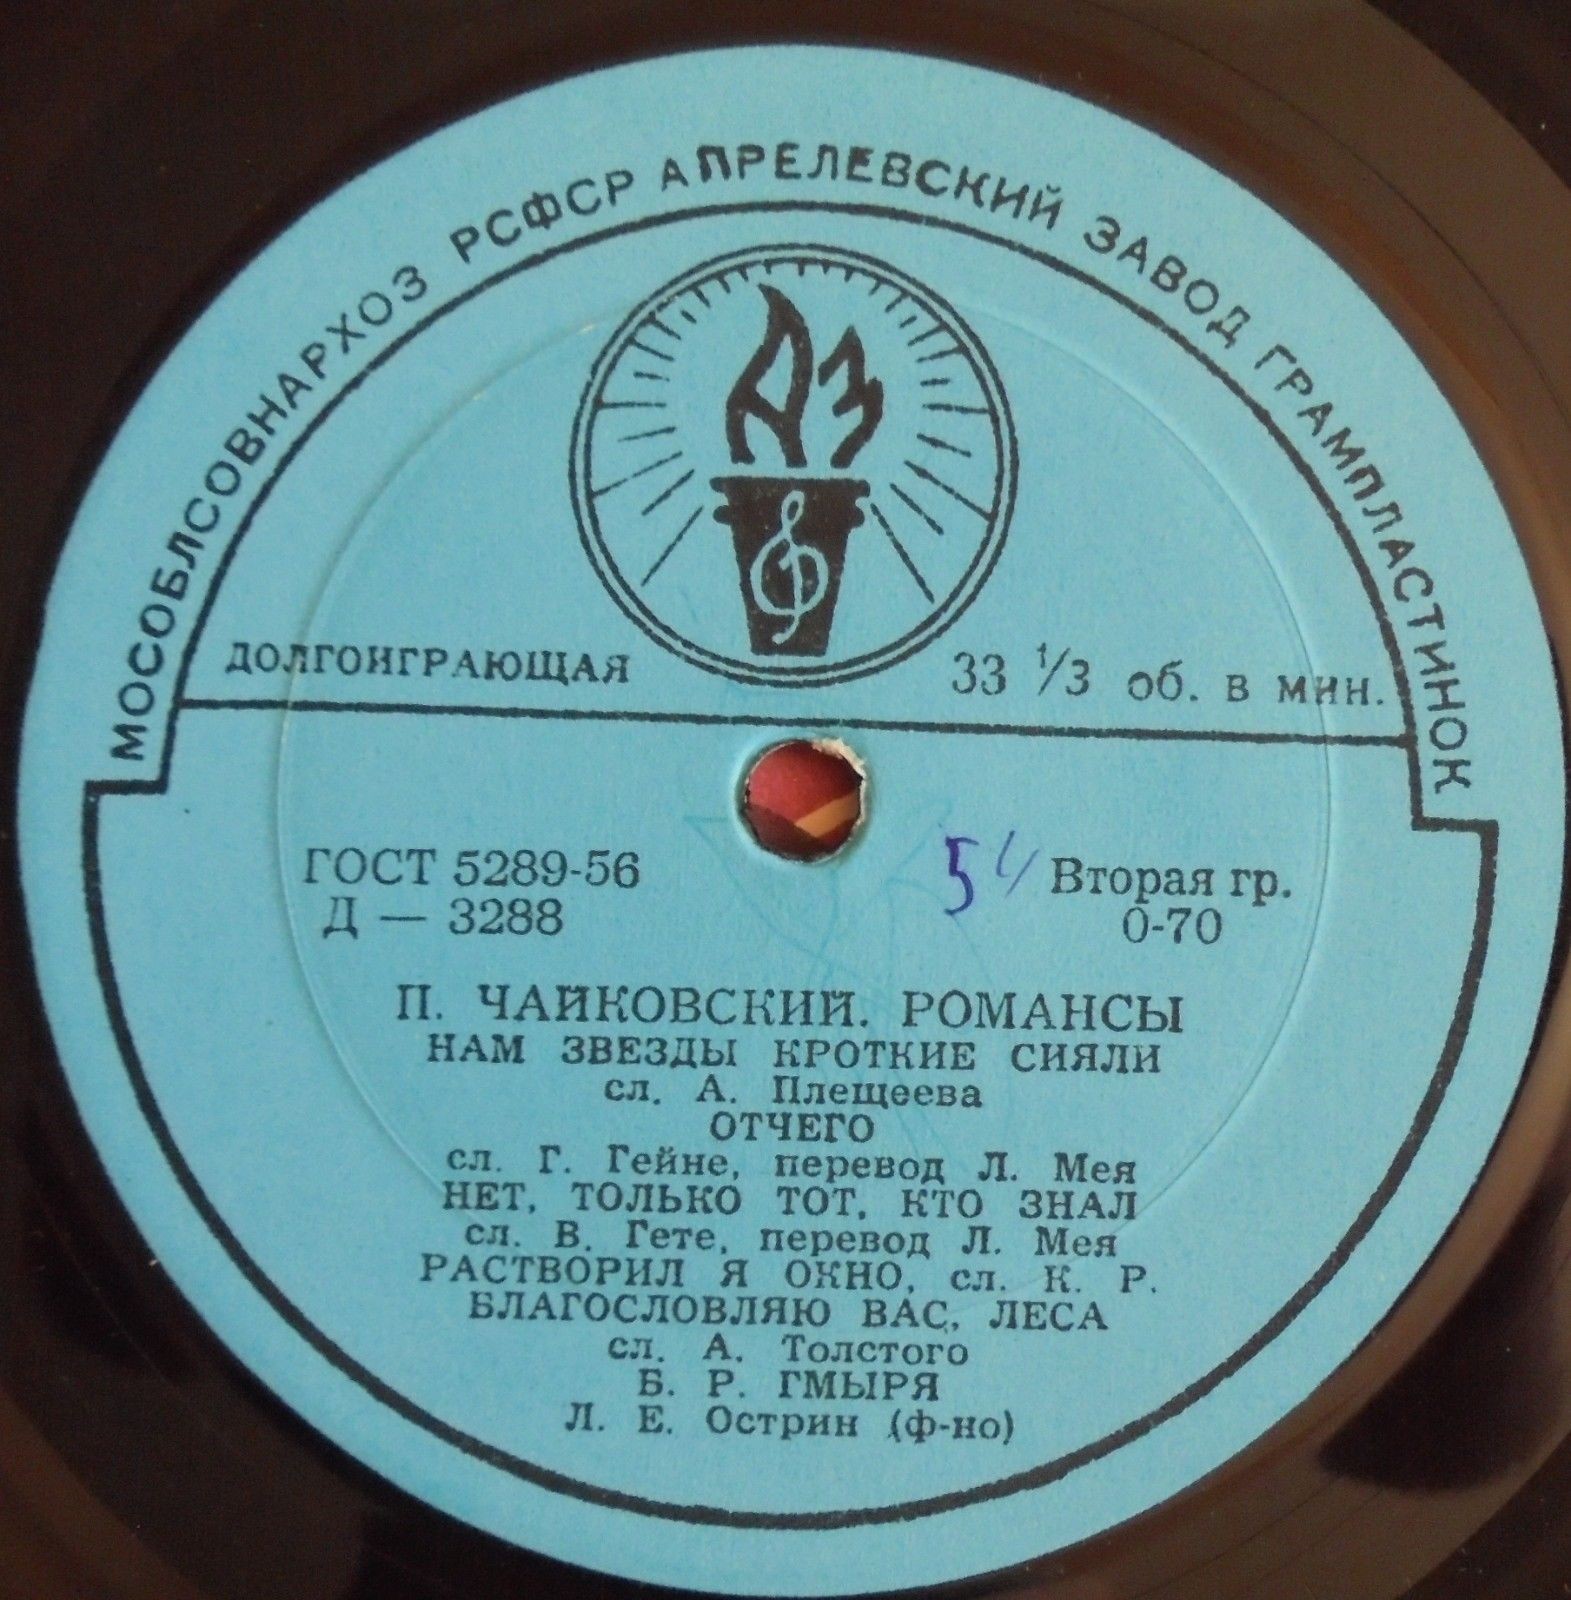 МОСОБЛСОВНАРХОЗ РСФСР АПРЕЛЕВСКИЙ ЗАВОД ГРАМПЛАСТИНОК
АЗ
ДОЛГОИГРАЮЩАЯ 33 1/3 об. в мин.
ГОСТ 5289-56 Вторая гр.
Д — 3288 0-70
П. ЧАЙКОВСКИЙ. РОМАНСЫ
НАМ ЗВЕЗДЫ КРОТКИЕ СИЯЛИ
сл. А. Плещеева
ОТЧЕГО
сл. Г. Гейне, перевод Л. Мея
НЕТ, ТОЛЬКО ТОТ, КТО ЗНАЛ
сл. В. Гете, перевод Л. Мея
РАСТВОРИЛ Я ОКНО, сл. К. Р.
БЛАГОСЛОВЛЯЮ ВАС, ЛЕСА
сл. А. Толстого
Б. Р. ГМЫРЯ
Л. Е. Острин (ф-но)